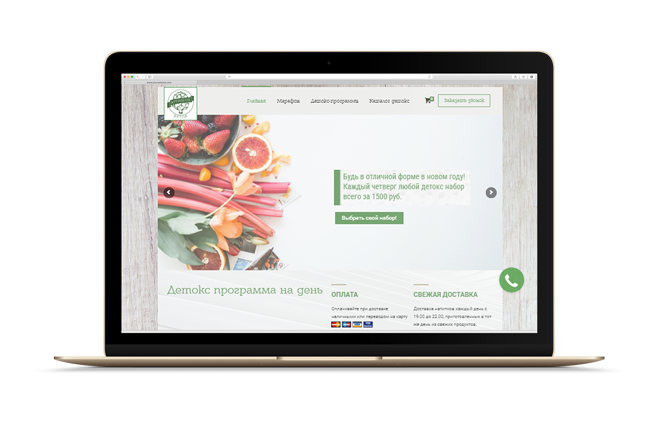 Главная Марафон Детокс-программа Каталог детокс Заказать звонок
Будь в отличной форме в новом году!
Каждый четверг любой детокс набор
всего за 1500 руб.
Выбрать свой набор!
Детокс программа на день
ОПЛАТА
Оплачивайте при доставке
наличными или переводом на карту
СВЕЖАЯ ДОСТАВКА
Доставка напитков каждый день с
19.00 до 22.00, приготовленных в тот
же день из свежих продуктов.